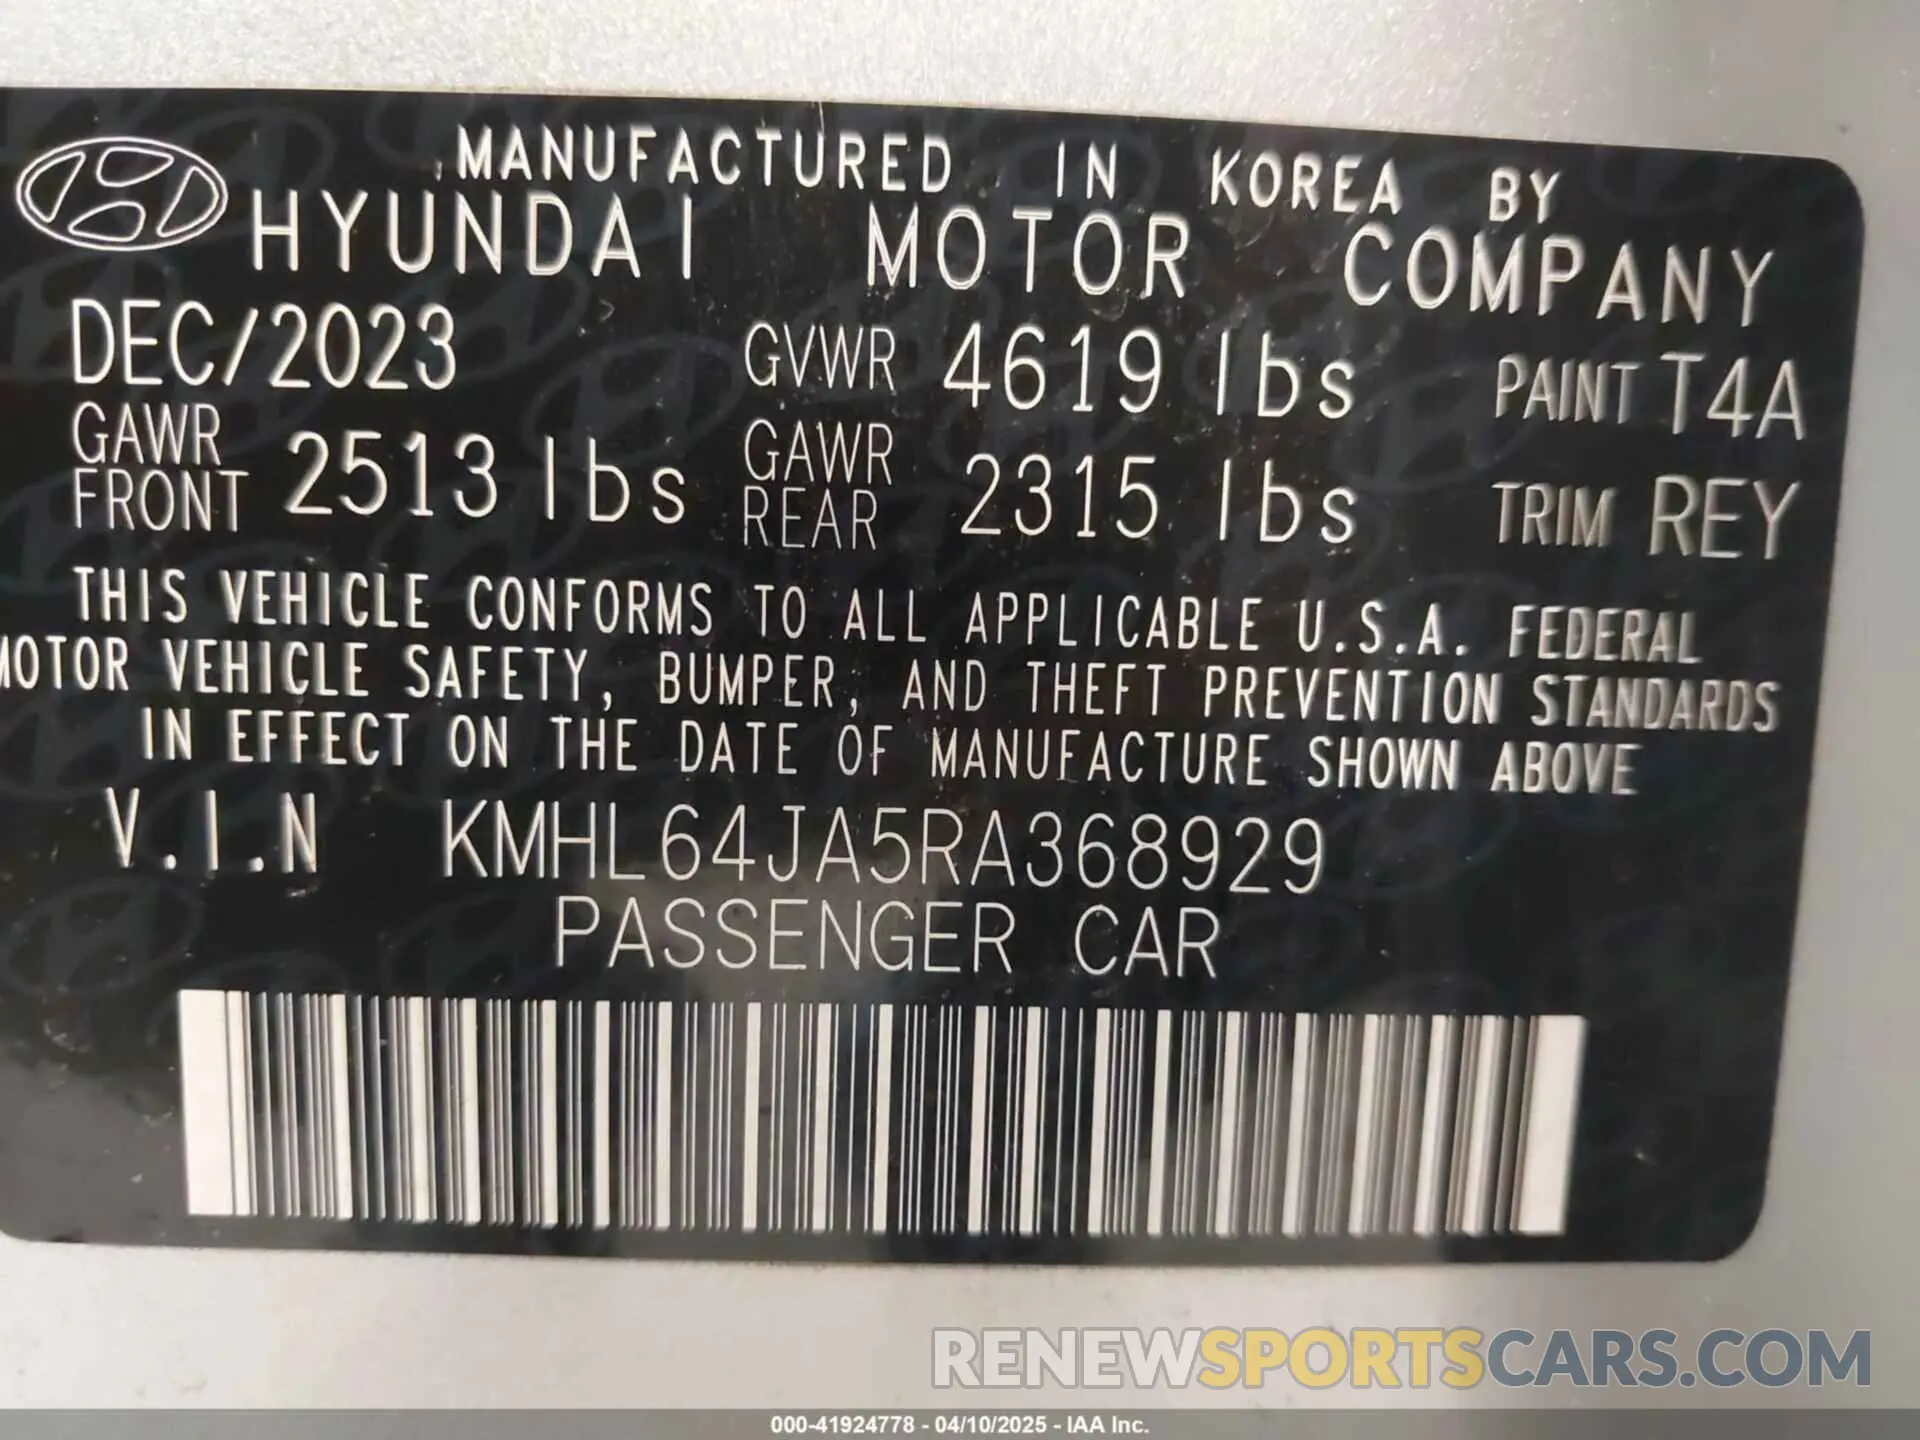 MANUFACTURED IN KOREA BY
HYUNDAI MOTOR COMPANY
DEC/2023 GVWR 4619 lbs PAINT T4A
GAWR FRONT 2513 lbs GAWR REAR 2315 lbs TRIM REY
THIS VEHICLE CONFORMS TO ALL APPLICABLE U.S.A. FEDERAL
MOTOR VEHICLE SAFETY, BUMPER, AND THEFT PREVENTION STANDARDS
IN EFFECT ON THE DATE OF MANUFACTURE SHOWN ABOVE
V.I.N KMHL64JA5RA368929
PASSENGER CAR
RENEWSPORTSCARS.COM
000-41924778 - 04/10/2025 - IAA Inc.